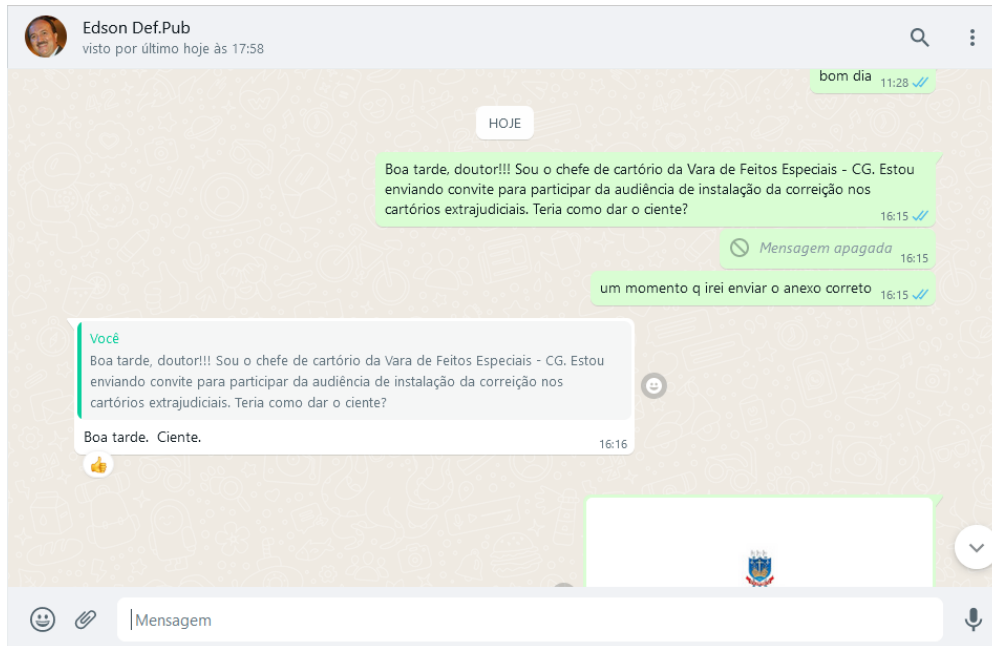 Edson Def.Pub
visto por último hoje às 17:58
bom dia 11:28
HOJE
Boa tarde, doutor!!! Sou o chefe de cartório da Vara de Feitos Especiais - CG. Estou
enviando convite para participar da audiência de instalação da correição nos
cartórios extrajudiciais. Teria como dar o ciente?
16:15
Mensagem apagada 16:15
um momento q irei enviar o anexo correto 16:15
Você
Boa tarde, doutor!!! Sou o chefe de cartório da Vara de Feitos Especiais - CG. Estou
enviando convite para participar da audiência de instalação da correição nos
cartórios extrajudiciais. Teria como dar o ciente?
Boa tarde.  Ciente.
16:16
Mensagem